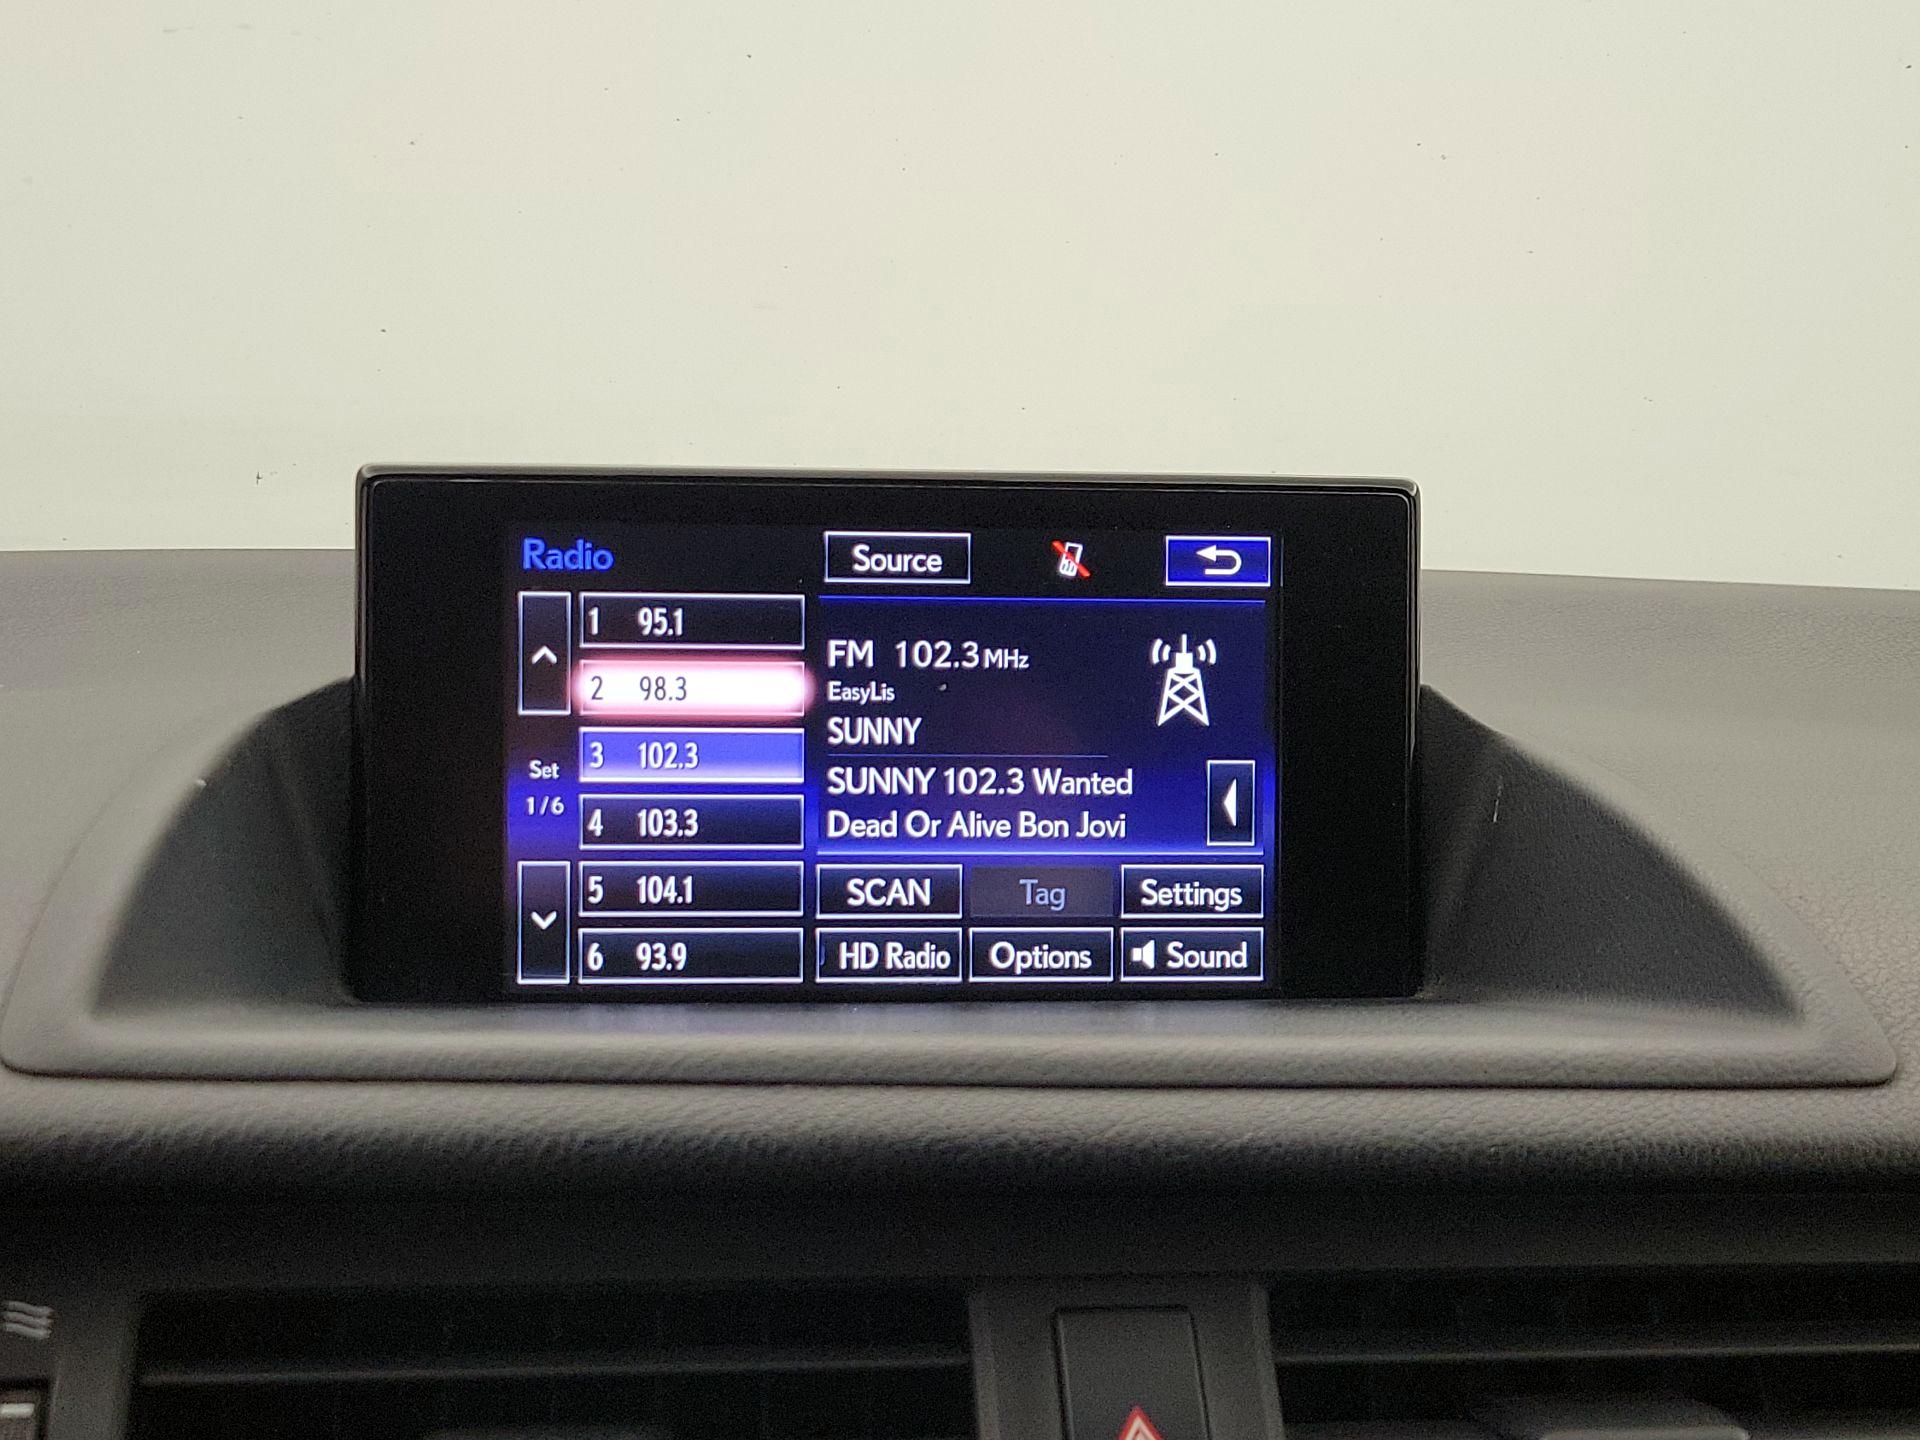 Radio
Source
1 95.1
2 98.3
3 102.3
4 103.3
5 104.1
6 93.9
Set
1/6
FM 102.3 MHz
EasyLis
SUNNY
SUNNY 102.3 Wanted
Dead Or Alive Bon Jovi
SCAN
Tag
Settings
HD Radio
Options
Sound